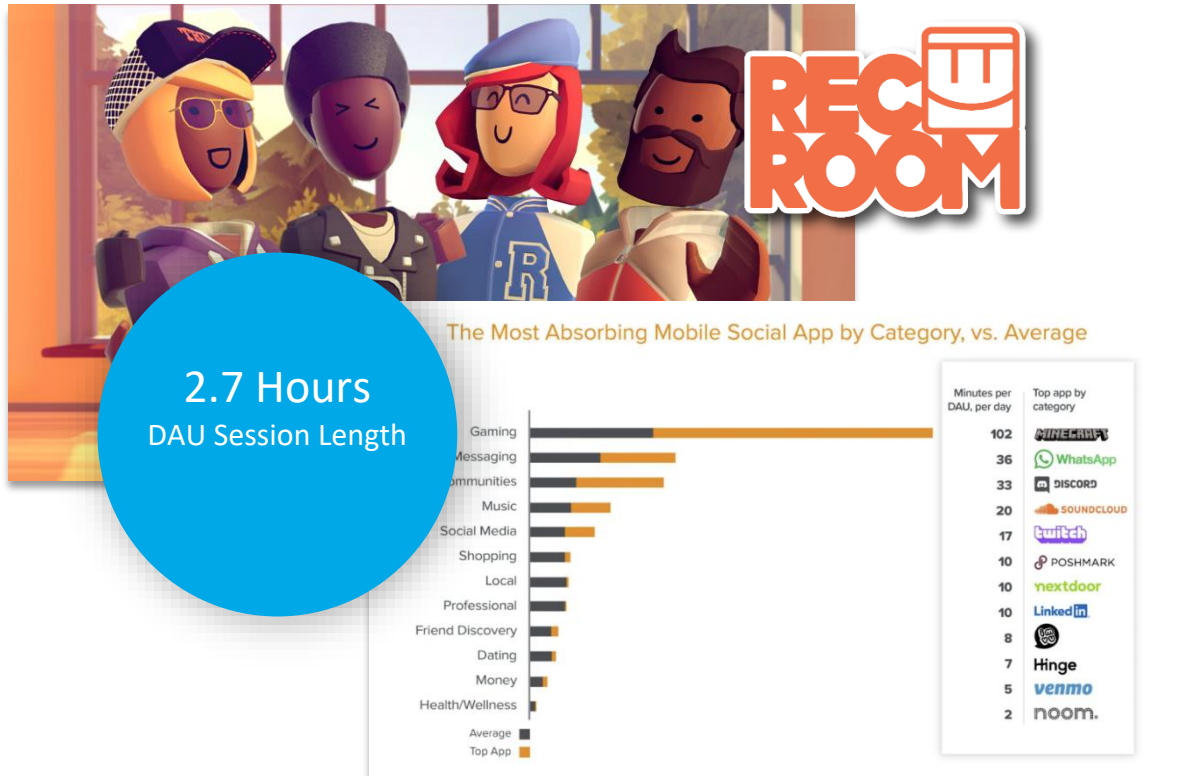 REC
ROOM
R
2.7 Hours
DAU Session Length
The Most Absorbing Mobile Social App by Category, vs. Average
Minutes per
DAU, per day
Top app by
category
Gaming
102
MINECRAFT
Messaging
36
WhatsApp
ommunities
33
DISCORD
Music
20
SOUNDCLOUD
Social Media
17
twitch
Shopping
10
POSHMARK
Local
10
nextdoor
Professional
10
Linked in
Friend Discovery
8
Dating
7
Hinge
Money
5
venmo
Health/Wellness
2
noom.
Average
Top App